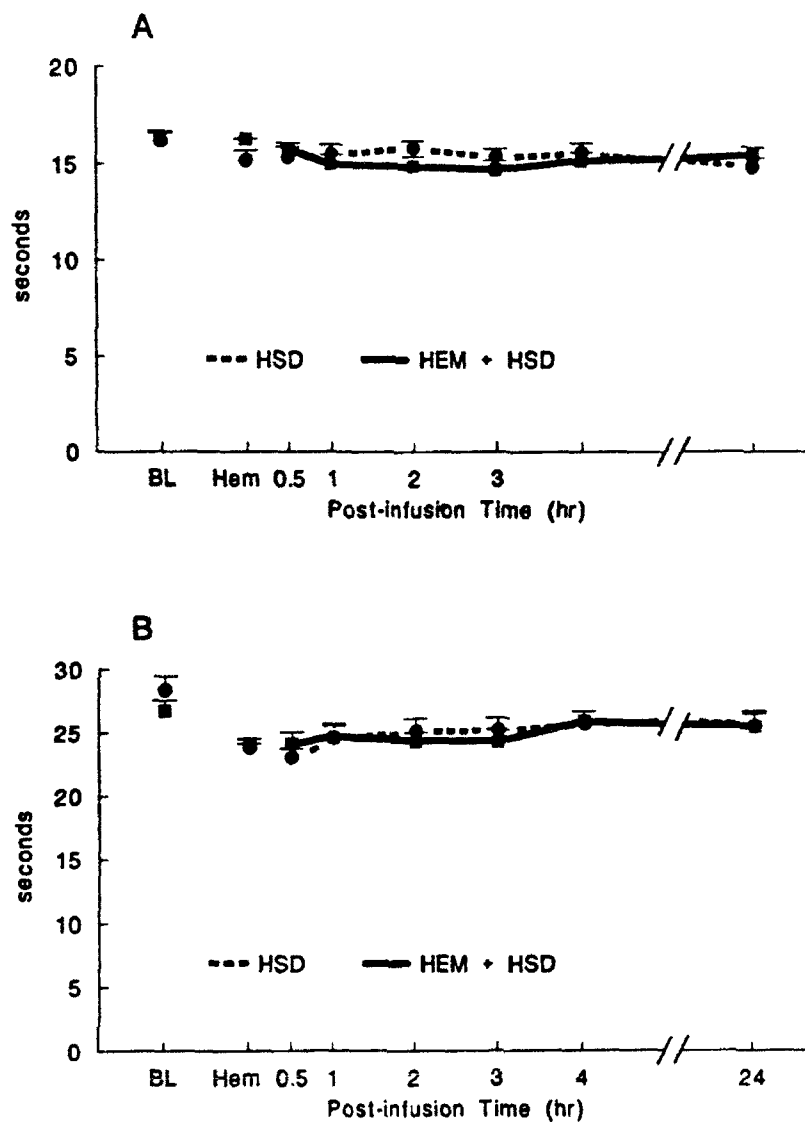 A
20
15
10
5
0
seconds
HSD
HEM + HSD
BL Hem 0.5 1 2 3
Post-infusion Time (hr)
B
30
25
20
15
10
5
0
seconds
HSD
HEM + HSD
BL Hem 0.5 1 2 3 4 24
Post-infusion Time (hr)